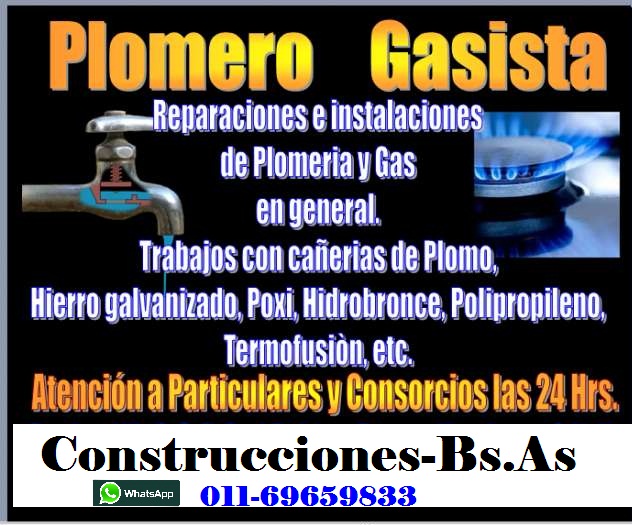 Plomero Gasista
Reparaciones e instalaciones
de Plomeria y Gas
en general.
Trabajos con cañerias de Plomo,
Hierro galvanizado, Poxi, Hidrobronce, Polipropileno,
Termofusiòn, etc.
Atención a Particulares y Consorcios las 24 Hrs.
Construcciones-Bs.As
WhatsApp 011-69659833